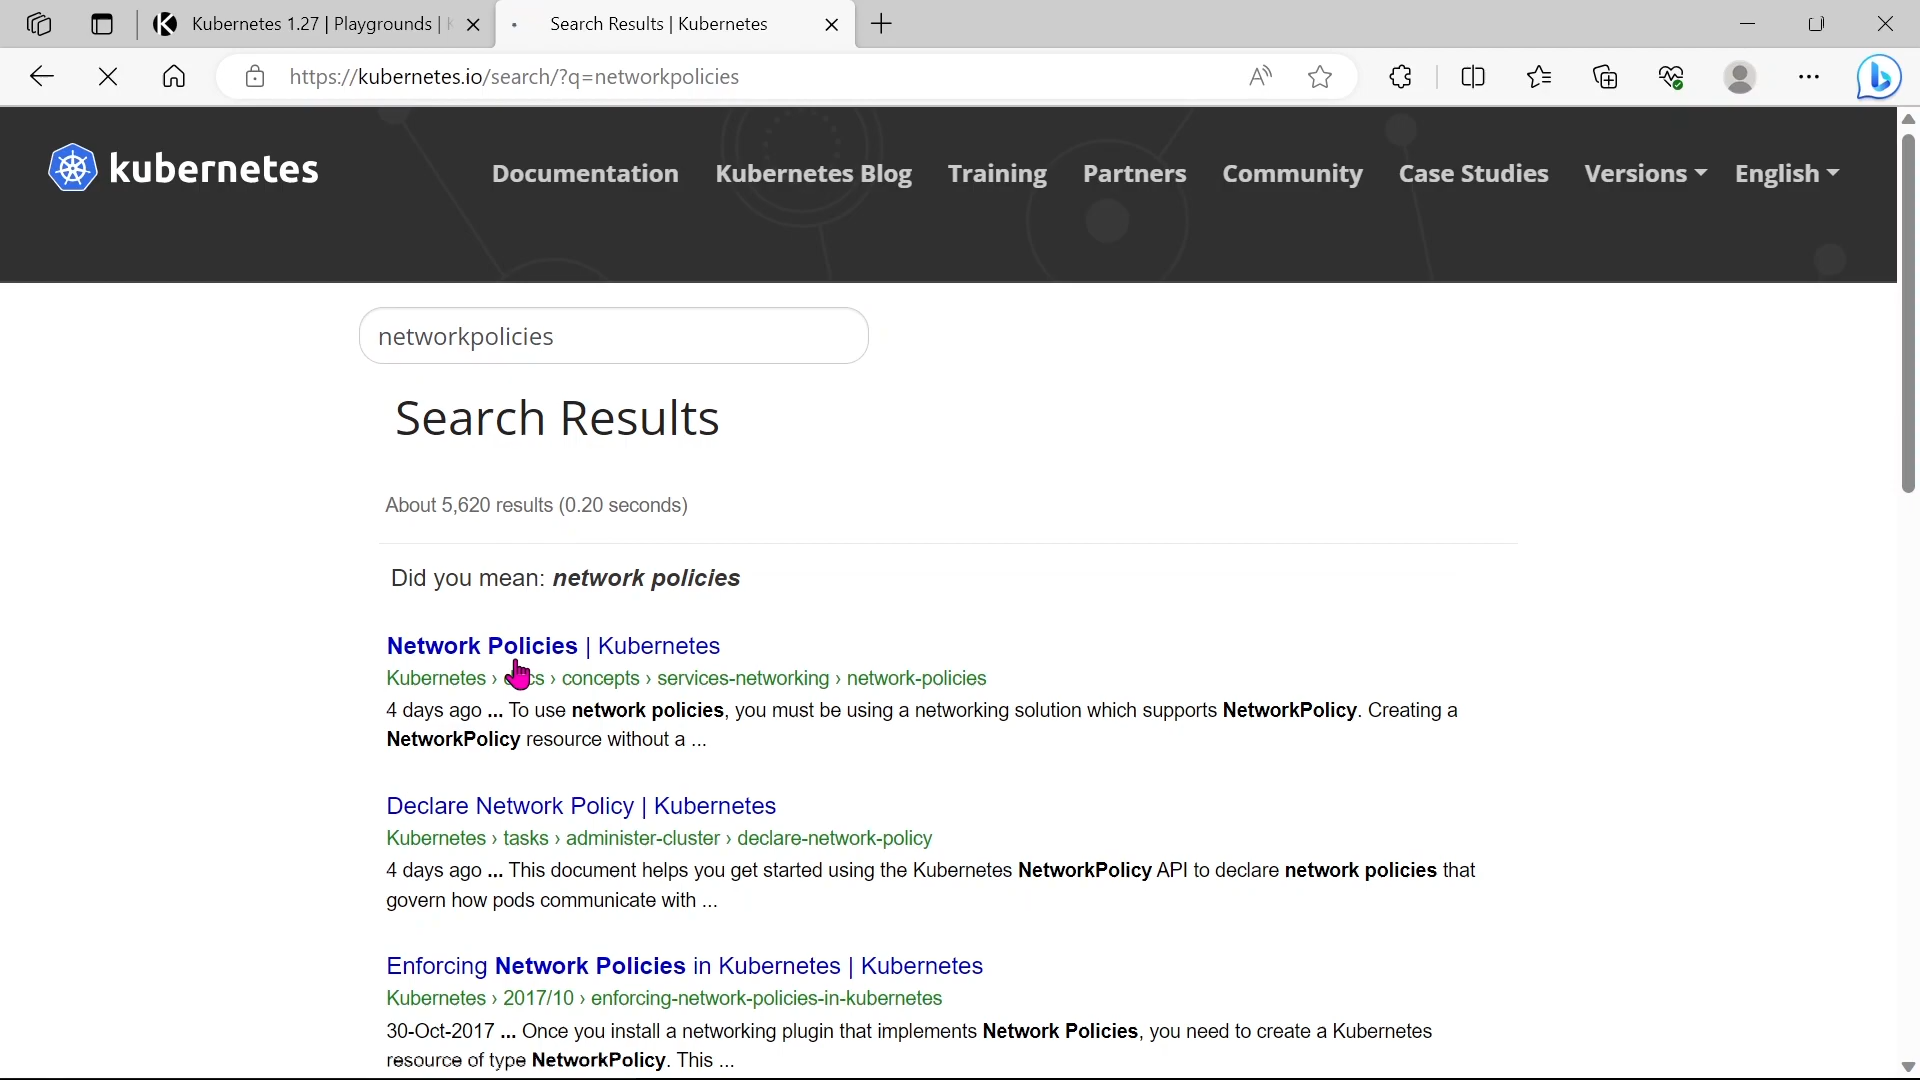 Kubernetes 1.27 | Playgrounds |
Search Results | Kubernetes
https://kubernetes.io/search/?q=networkpolicies
kubernetes
Documentation
Kubernetes Blog
Training
Partners
Community
Case Studies
Versions
English
networkpolicies
Search Results
About 5,620 results (0.20 seconds)
Did you mean: network policies
Network Policies | Kubernetes
Kubernetes › docs › concepts › services-networking › network-policies
4 days ago ... To use network policies, you must be using a networking solution which supports NetworkPolicy. Creating a
NetworkPolicy resource without a ...
Declare Network Policy | Kubernetes
Kubernetes › tasks › administer-cluster › declare-network-policy
4 days ago ... This document helps you get started using the Kubernetes NetworkPolicy API to declare network policies that
govern how pods communicate with ...
Enforcing Network Policies in Kubernetes | Kubernetes
Kubernetes › 2017/10 › enforcing-network-policies-in-kubernetes
30-Oct-2017 ... Once you install a networking plugin that implements Network Policies, you need to create a Kubernetes
resource of type NetworkPolicy. This ...